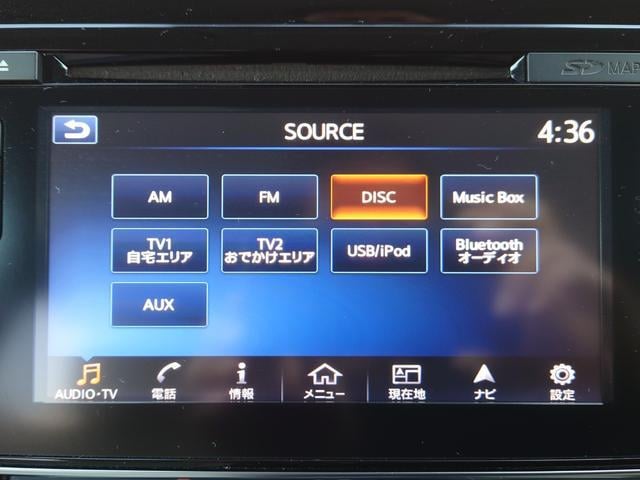 SD MAP
SOURCE
4:36
AM
FM
DISC
Music Box
TV1
自宅エリア
TV2
おでかけエリア
USB/iPod
Bluetooth
オーディオ
AUX
AUDIO・TV
電話
情報
メニュー
現在地
ナビ
設定